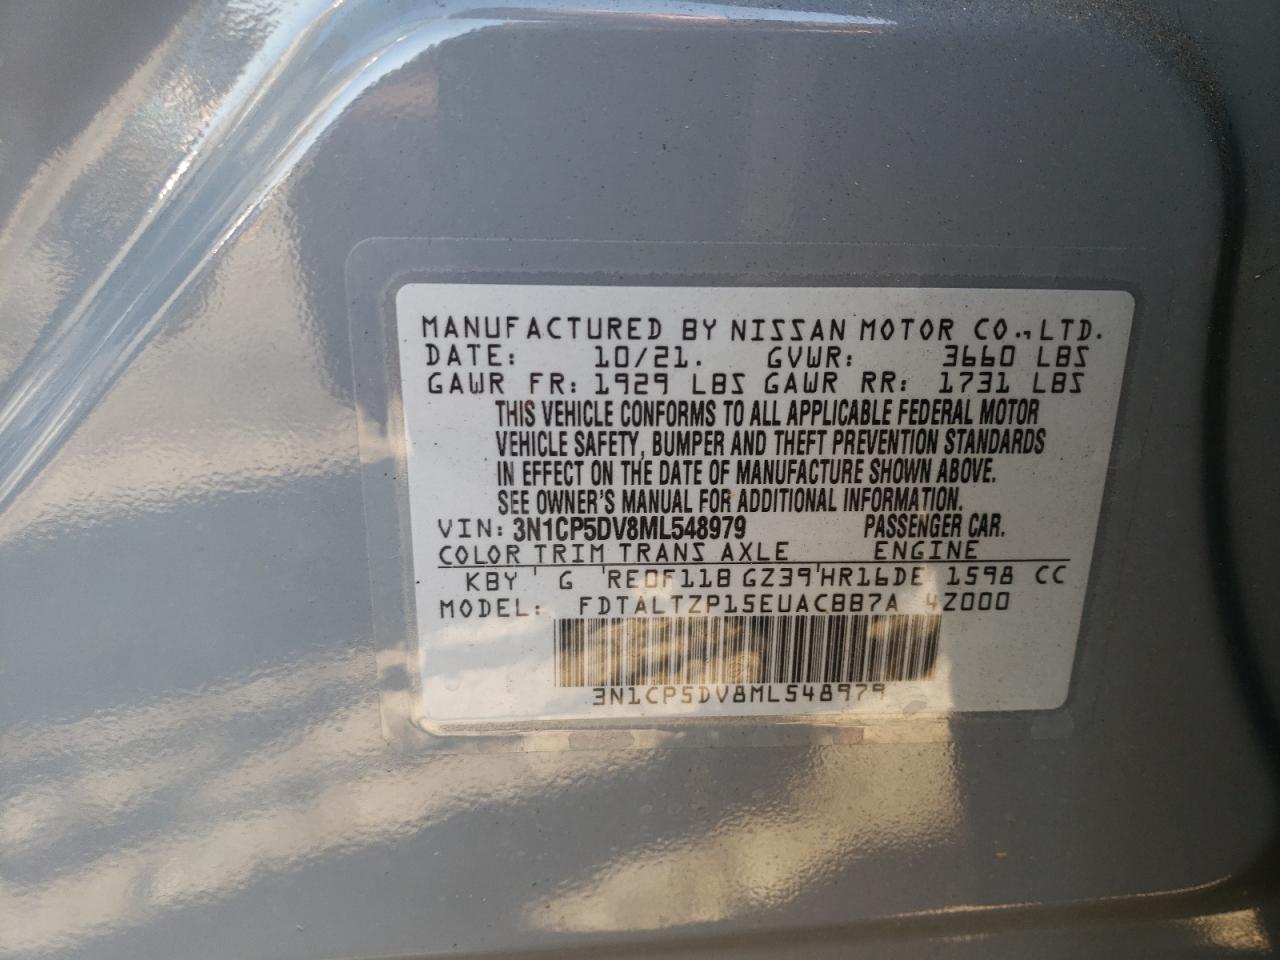 MANUFACTURED BY NISSAN MOTOR CO., LTD.
DATE: 10/21. GVWR: 3660 LBS
GAWR FR: 1929 LBS GAWR RR: 1731 LBS
THIS VEHICLE CONFORMS TO ALL APPLICABLE FEDERAL MOTOR
VEHICLE SAFETY, BUMPER AND THEFT PREVENTION STANDARDS
IN EFFECT ON THE DATE OF MANUFACTURE SHOWN ABOVE.
SEE OWNER'S MANUAL FOR ADDITIONAL INFORMATION.
VIN: 3N1CP5DV8ML548979 PASSENGER CAR.
COLOR TRIM TRANS AXLE ENGINE
KBY ' G 'RE0F11B GZ39'HR16DE 1598 CC
MODEL: FDTALTZP15EUACBB7A 4Z000
3N1CP5DV8ML548979